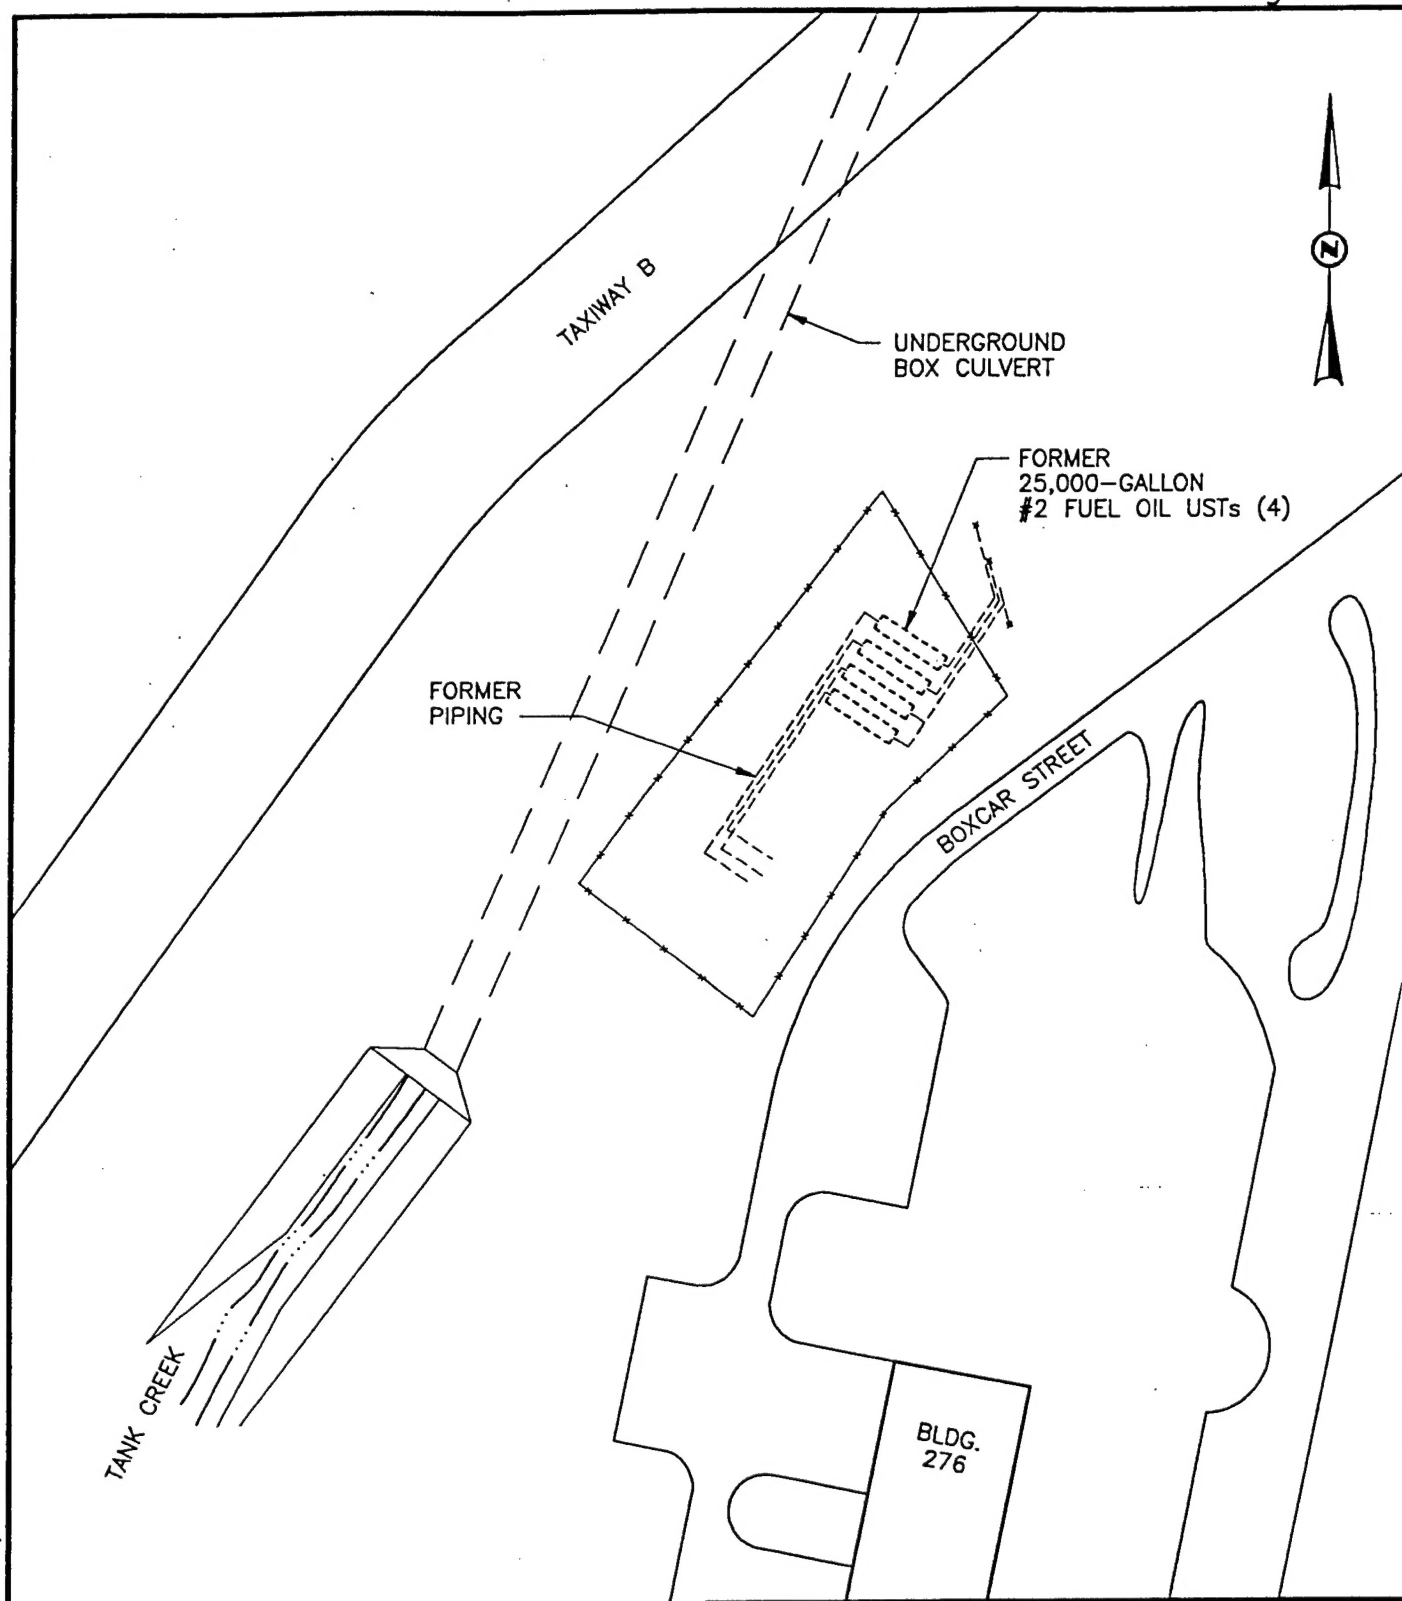 TAXIWAY B
UNDERGROUND
BOX CULVERT
N
FORMER
25,000-GALLON
#2 FUEL OIL USTs (4)
FORMER
PIPING
BOXCAR STREET
TANK CREEK
BLDG.
276